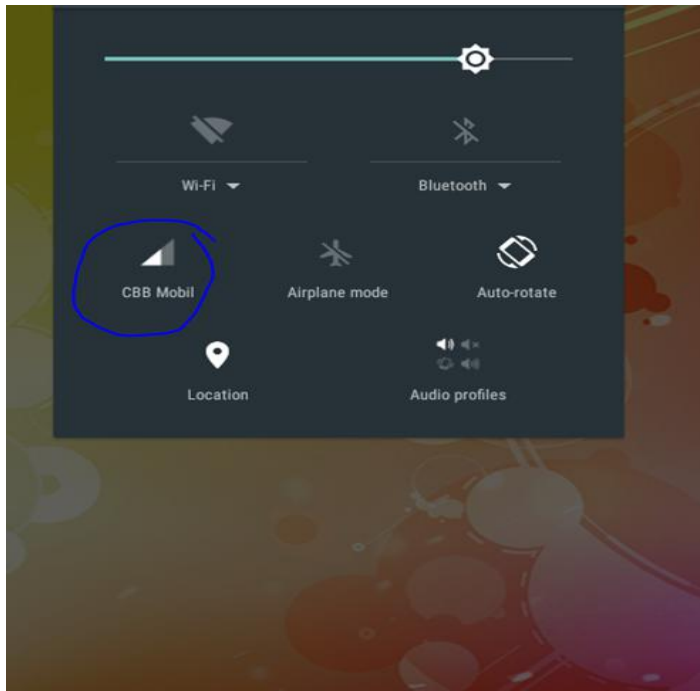 Wi-Fi
Bluetooth
CBB Mobil
Airplane mode
Auto-rotate
Location
Audio profiles